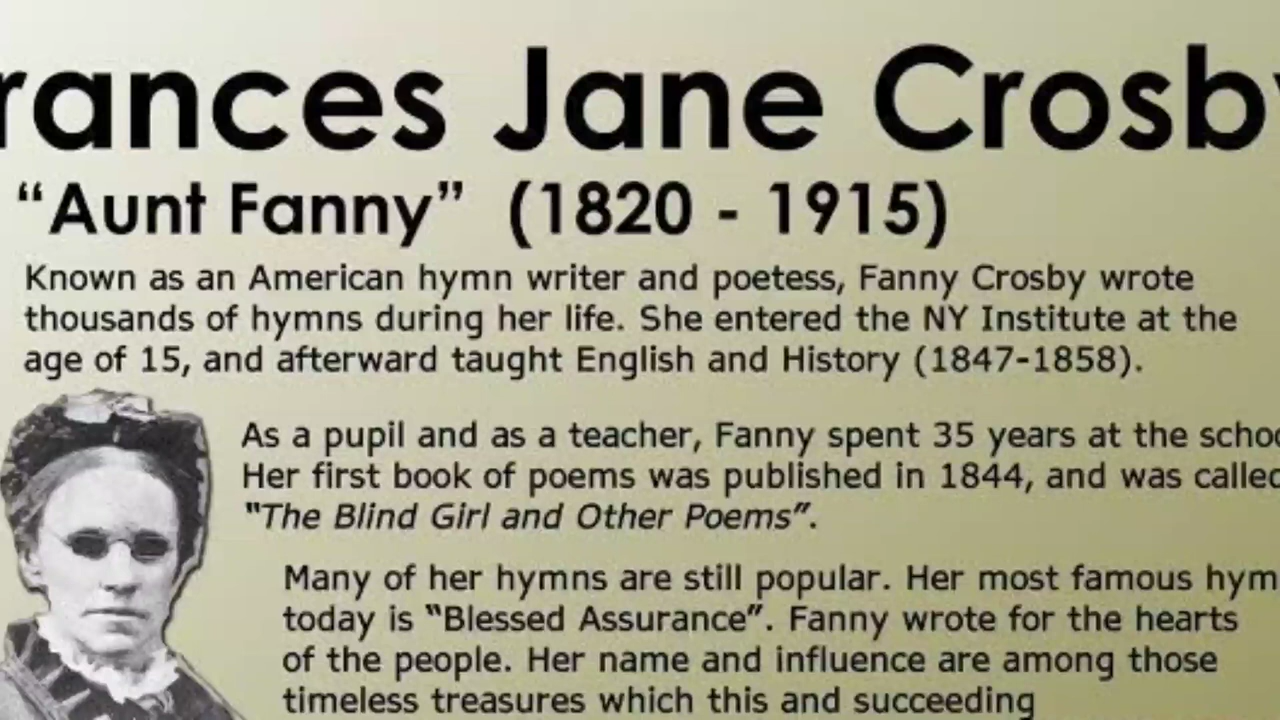 rances Jane Crosby
“Aunt Fanny” (1820 - 1915)
Known as an American hymn writer and poetess, Fanny Crosby wrote
thousands of hymns during her life. She entered the NY Institute at the
age of 15, and afterward taught English and History (1847-1858).
As a pupil and as a teacher, Fanny spent 35 years at the schoo
Her first book of poems was published in 1844, and was called
“The Blind Girl and Other Poems”.
Many of her hymns are still popular. Her most famous hym
today is “Blessed Assurance”. Fanny wrote for the hearts
of the people. Her name and influence are among those
timeless treasures which this and succeeding